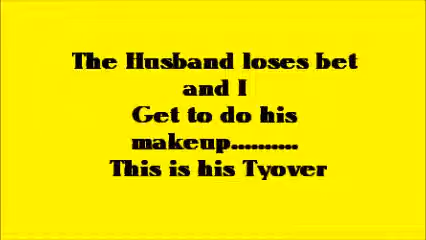 The Husband loses bet
and I
Get to do his
makeup..........
This is his Tyover